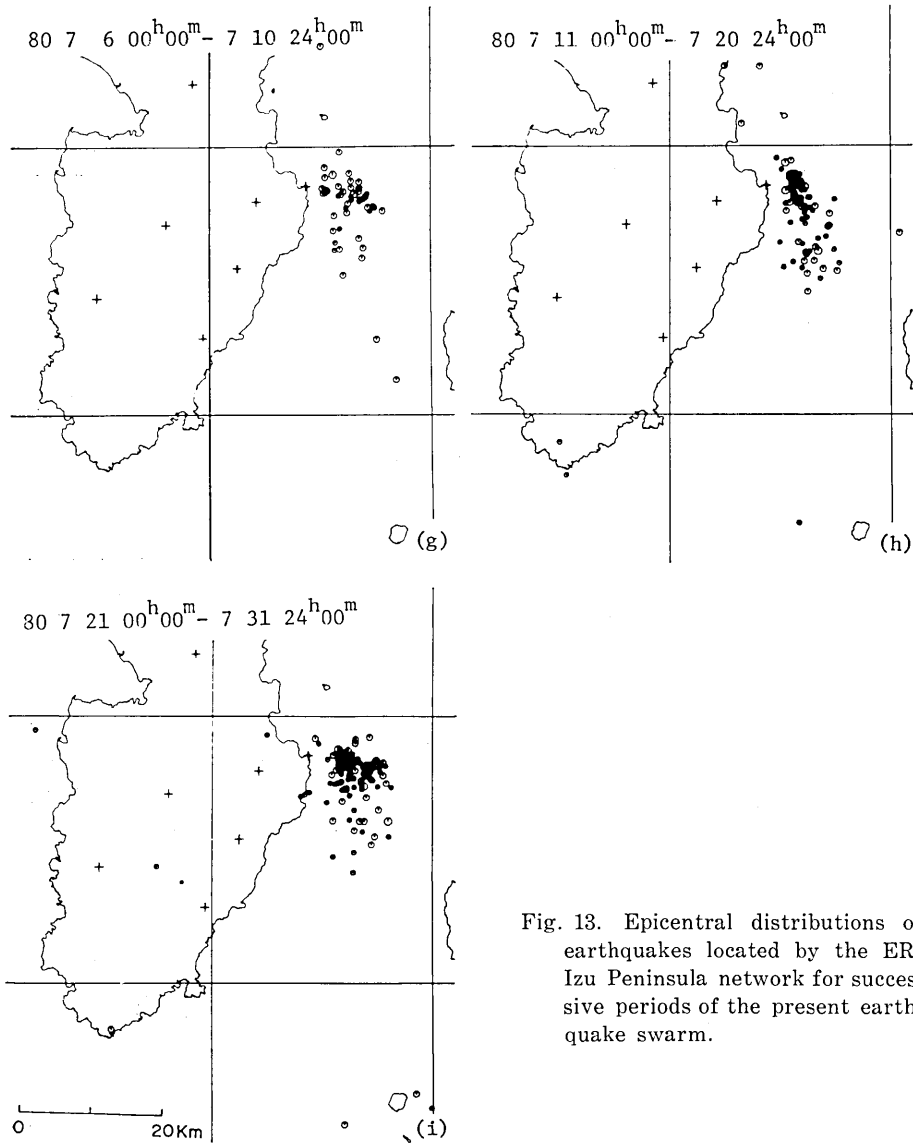 80 7 6 00ʰ00ᵐ– 7 10 24ʰ00ᵐ
80 7 11 00ʰ00ᵐ– 7 20 24ʰ00ᵐ
(g)
(h)
80 7 21 00ʰ00ᵐ– 7 31 24ʰ00ᵐ
0 20Km
(i)
Fig. 13. Epicentral distributions o
earthquakes located by the ER
Izu Peninsula network for succes
sive periods of the present earth
quake swarm.